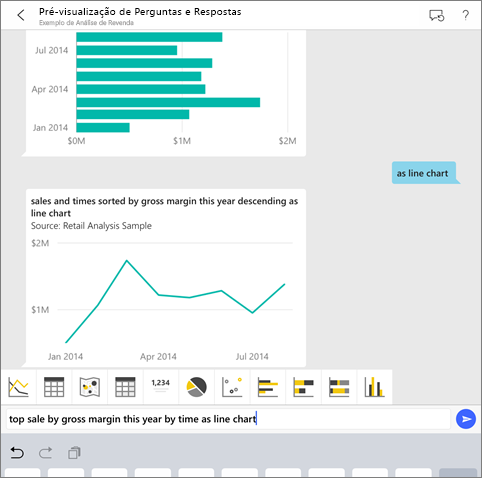 Pré-visualização de Perguntas e Respostas
Exemplo de Análise de Revenda
?
Jul 2014
Apr 2014
Jan 2014
$0M $1M $2M
as line chart
sales and times sorted by gross margin this year descending as
line chart
Source: Retail Analysis Sample
$2M
$1M
Jan 2014 Apr 2014 Jul 2014
1,234
top sale by gross margin this year by time as line chart